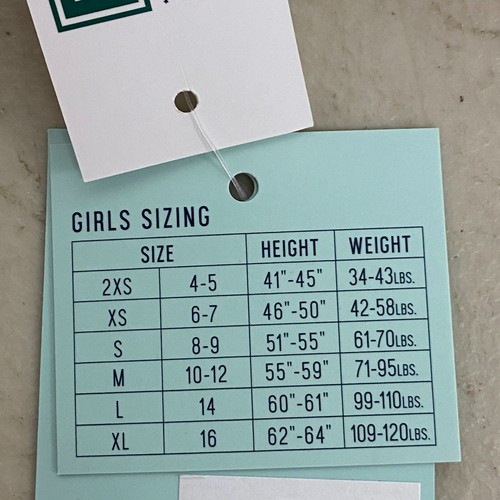 GIRLS SIZING
SIZE HEIGHT WEIGHT
2XS 4-5 41"-45" 34-43LBS.
XS 6-7 46"-50" 42-58LBS.
S 8-9 51"-55" 61-70LBS.
M 10-12 55"-59" 71-95LBS.
L 14 60"-61" 99-110LBS.
XL 16 62"-64" 109-120LBS.